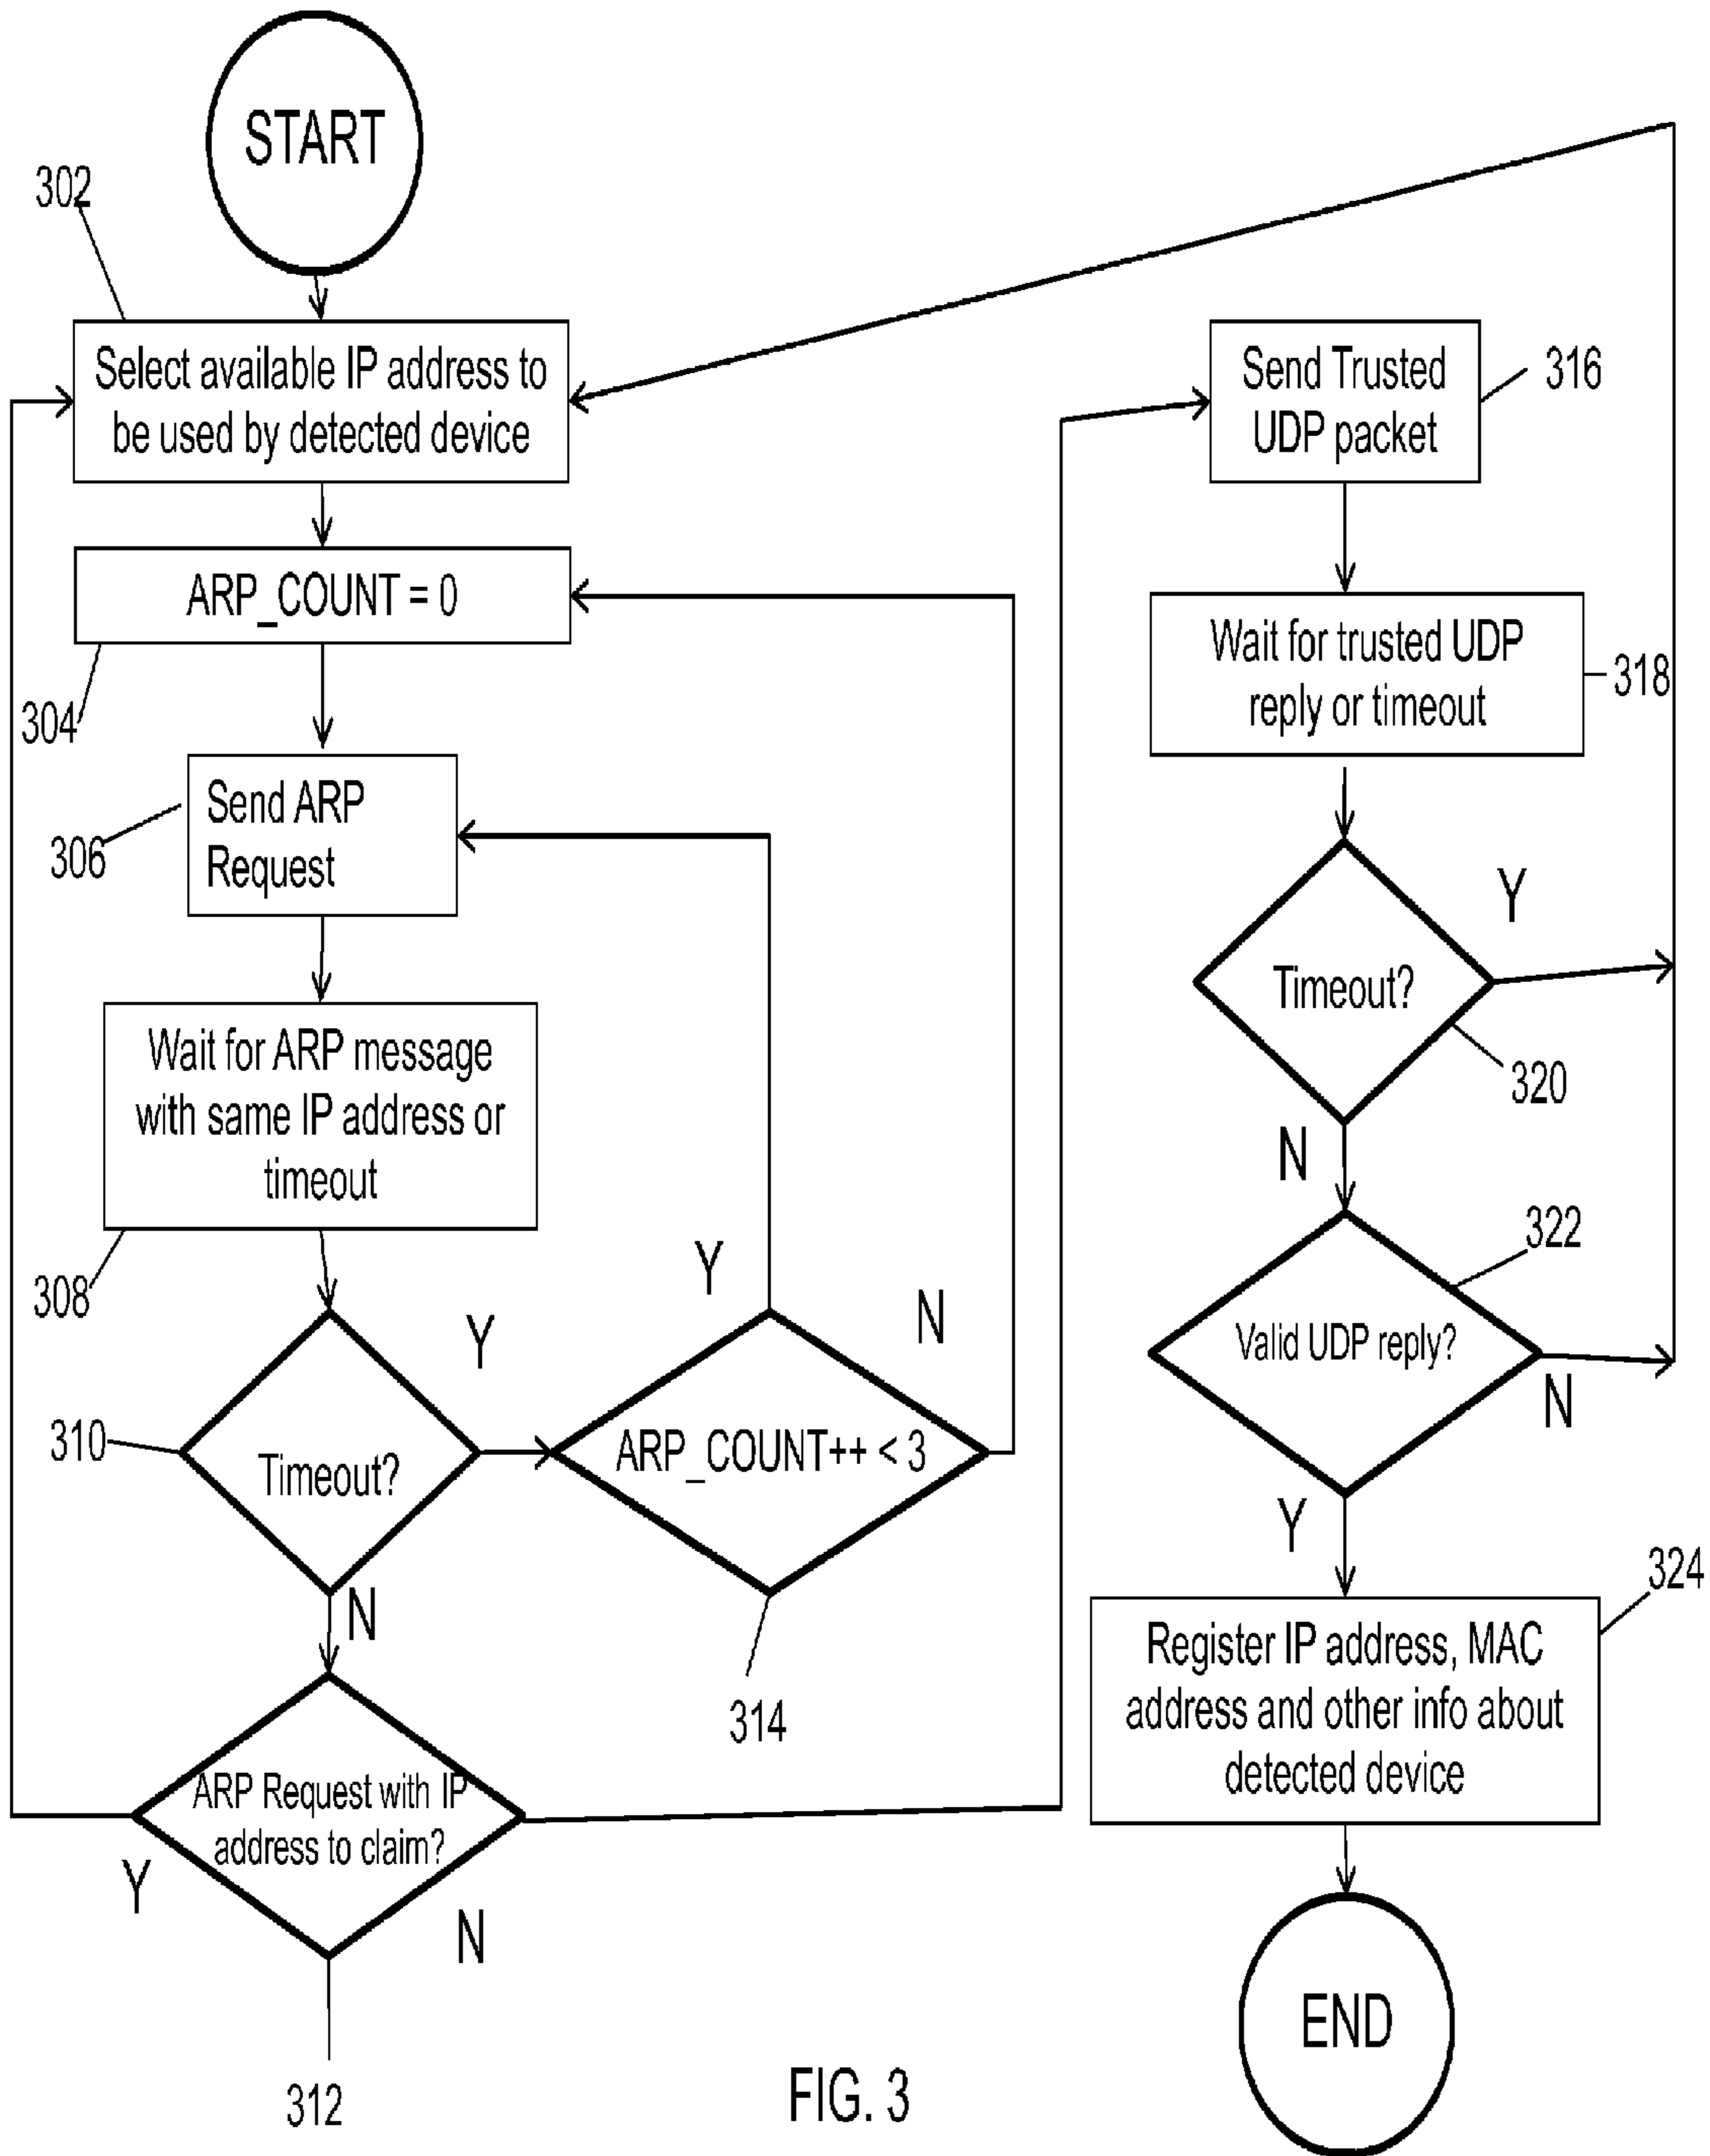 START
302
Select available IP address to
be used by detected device
ARP_COUNT = 0
304
Send ARP
Request
306
Wait for ARP message
with same IP address or
timeout
308
Timeout?
310
Y
N
ARP_COUNT++ < 3
Y
N
314
ARP Request with IP
address to claim?
Y
N
312
Send Trusted
UDP packet
316
Wait for trusted UDP
reply or timeout
318
Timeout?
Y
320
N
Valid UDP reply?
322
N
Y
Register IP address, MAC
address and other info about
detected device
324
END
FIG. 3